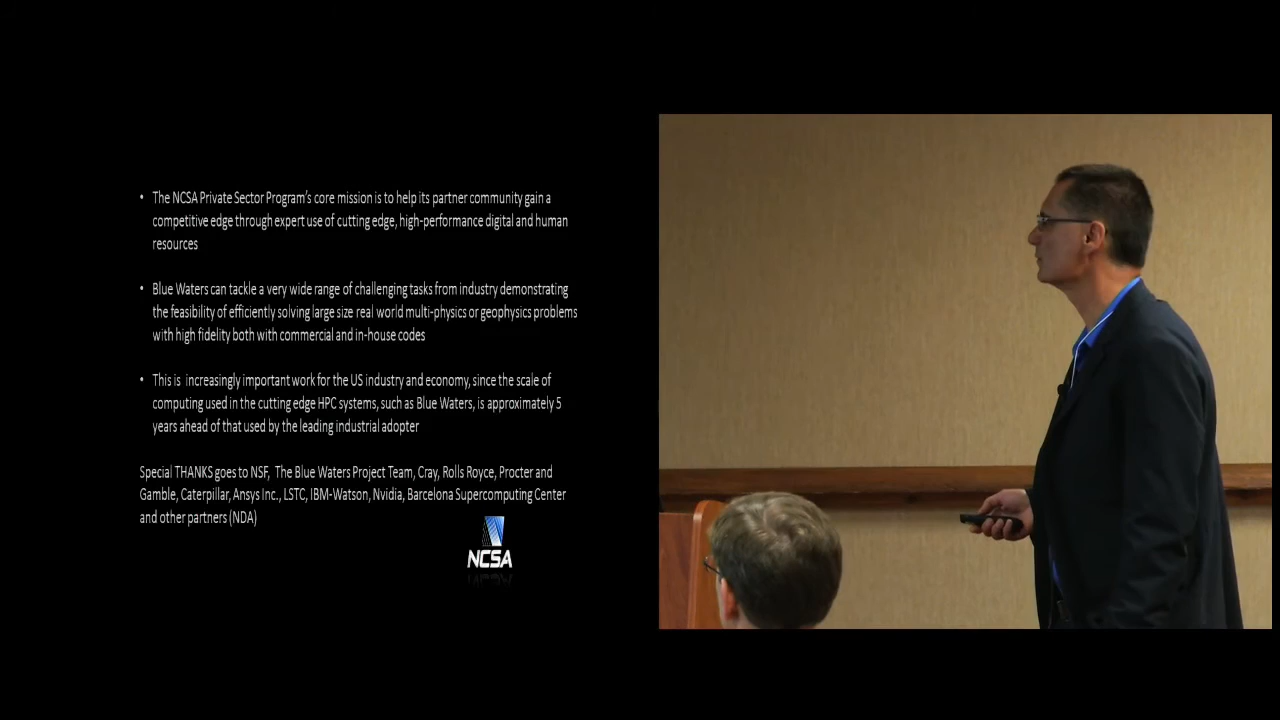 • The NCSA Private Sector Program's core mission is to help its partner community gain a
competitive edge through expert use of cutting edge, high-performance digital and human
resources
• Blue Waters can tackle a very wide range of challenging tasks from industry demonstrating
the feasibility of efficiently solving large size real world multi-physics or geophysics problems
with high fidelity both with commercial and in-house codes
• This is increasingly important work for the US industry and economy, since the scale of
computing used in the cutting edge HPC systems, such as Blue Waters, is approximately 5
years ahead of that used by the leading industrial adopter
Special THANKS goes to NSF, The Blue Waters Project Team, Cray, Rolls Royce, Procter and
Gamble, Caterpillar, Ansys Inc., LSTC, IBM-Watson, Nvidia, Barcelona Supercomputing Center
and other partners (NDA)
NCSA